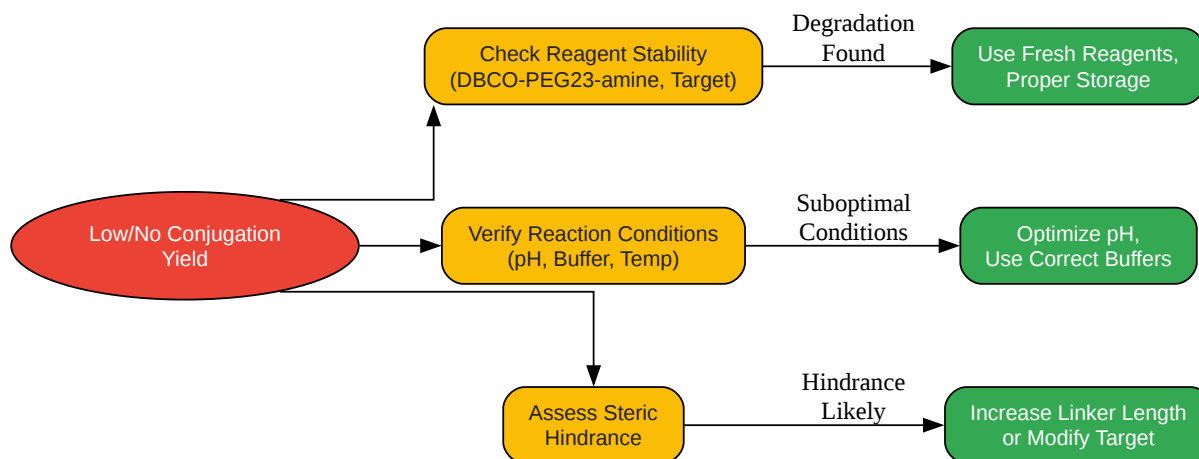 Check Reagent Stability
(DBCO-PEG23-amine, Target)
Degradation
Found
Use Fresh Reagents,
Proper Storage
Low/No Conjugation
Yield
Verify Reaction Conditions
(pH, Buffer, Temp)
Suboptimal
Conditions
Optimize pH,
Use Correct Buffers
Assess Steric
Hindrance
Hindrance
Likely
Increase Linker Length
or Modify Target